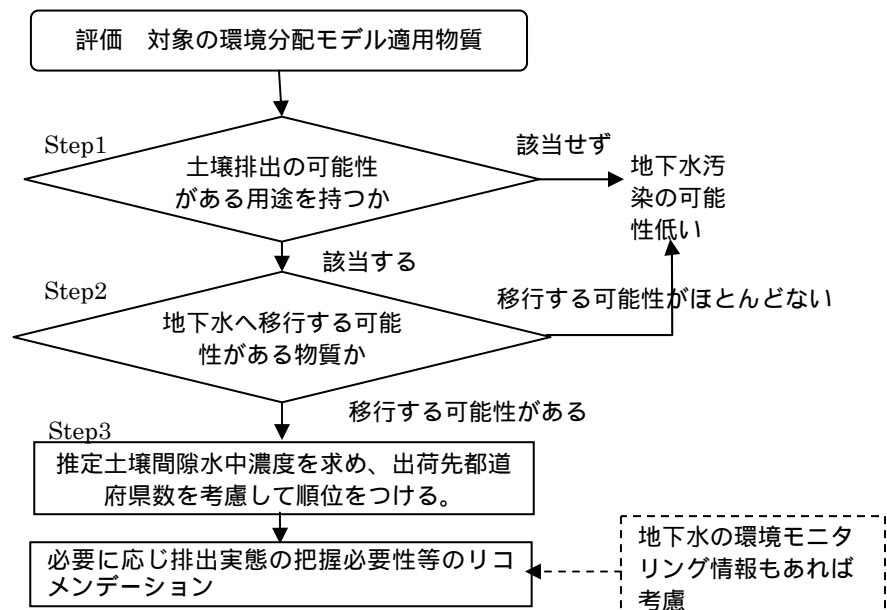 評価　対象の環境分配モデル適用物質
Step1
土壌排出の可能性
がある用途を持つか
該当せず
地下水汚
染の可能
性低い
該当する
Step2
地下水へ移行する可能
性がある物質か
移行する可能性がほとんどない
移行する可能性がある
Step3
推定土壌間隙水中濃度を求め、出荷先都道
府県数を考慮して順位をつける。
必要に応じ排出実態の把握必要性等のリコ
メンデーション
地下水の環境モニタ
リング情報もあれば
考慮